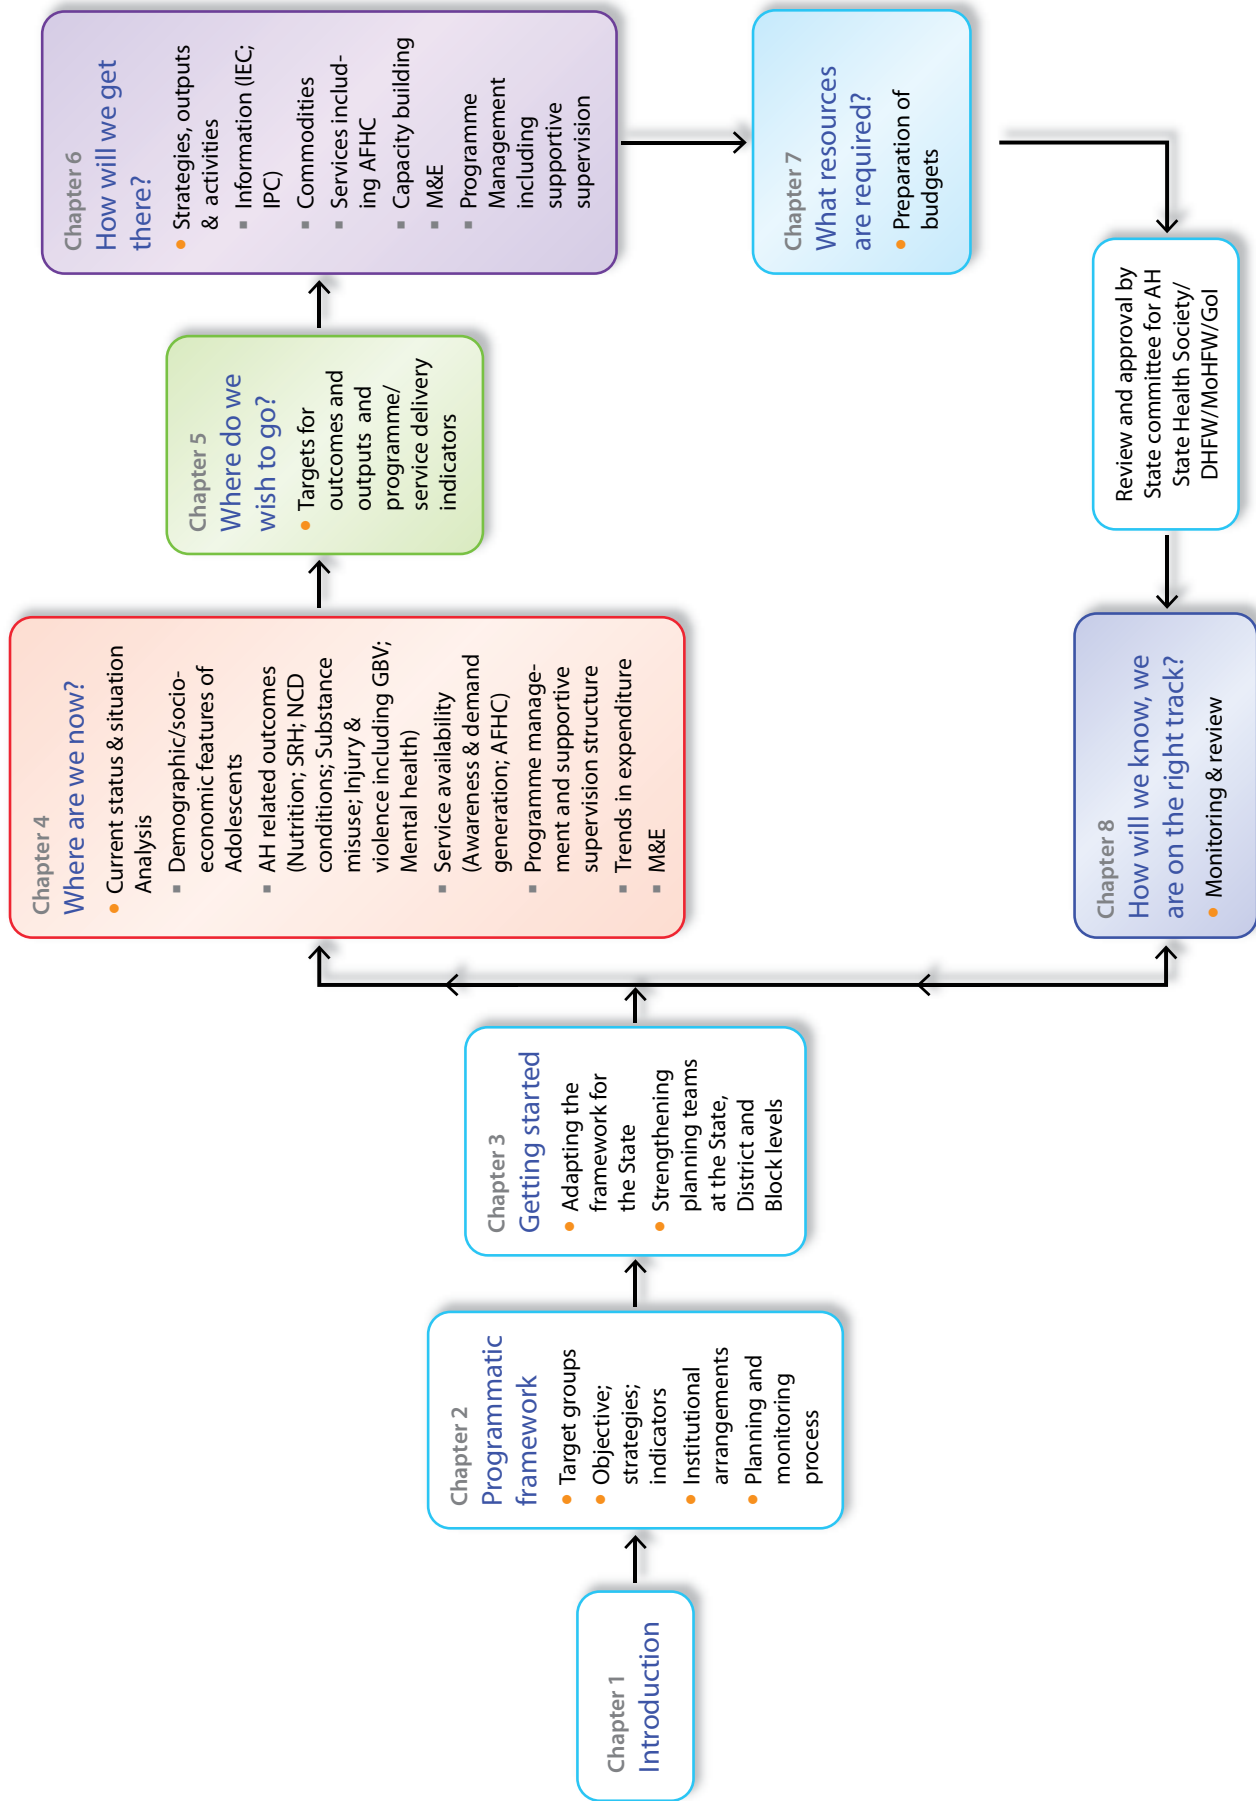 Chapter 1
Introduction
Chapter 2
Programmatic
framework
• Target groups
• Objective;
strategies;
indicators
• Institutional
arrangements
• Planning and
monitoring
process
Chapter 3
Getting started
• Adapting the
framework for
the State
• Strengthening
planning teams
at the State,
District and
Block levels
Chapter 4
Where are we now?
• Current status & situation
Analysis
▪ Demographic/socio-
economic features of
Adolescents
▪ AH related outcomes
(Nutrition; SRH; NCD
conditions; Substance
misuse; Injury &
violence including GBV;
Mental health)
▪ Service availability
(Awareness & demand
generation; AFHC)
▪ Programme manage-
ment and supportive
supervision structure
▪ Trends in expenditure
▪ M&E
Chapter 5
Where do we
wish to go?
• Targets for
outcomes and
outputs and
programme/
service delivery
indicators
Chapter 6
How will we get
there?
• Strategies, outputs
& activities
▪ Information (IEC;
IPC)
▪ Commodities
▪ Services includ-
ing AFHC
▪ Capacity building
▪ M&E
▪ Programme
Management
including
supportive
supervision
Chapter 7
What resources
are required?
• Preparation of
budgets
Review and approval by
State committee for AH
State Health Society/
DHFW/MoHFW/GoI
Chapter 8
How will we know, we
are on the right track?
• Monitoring & review